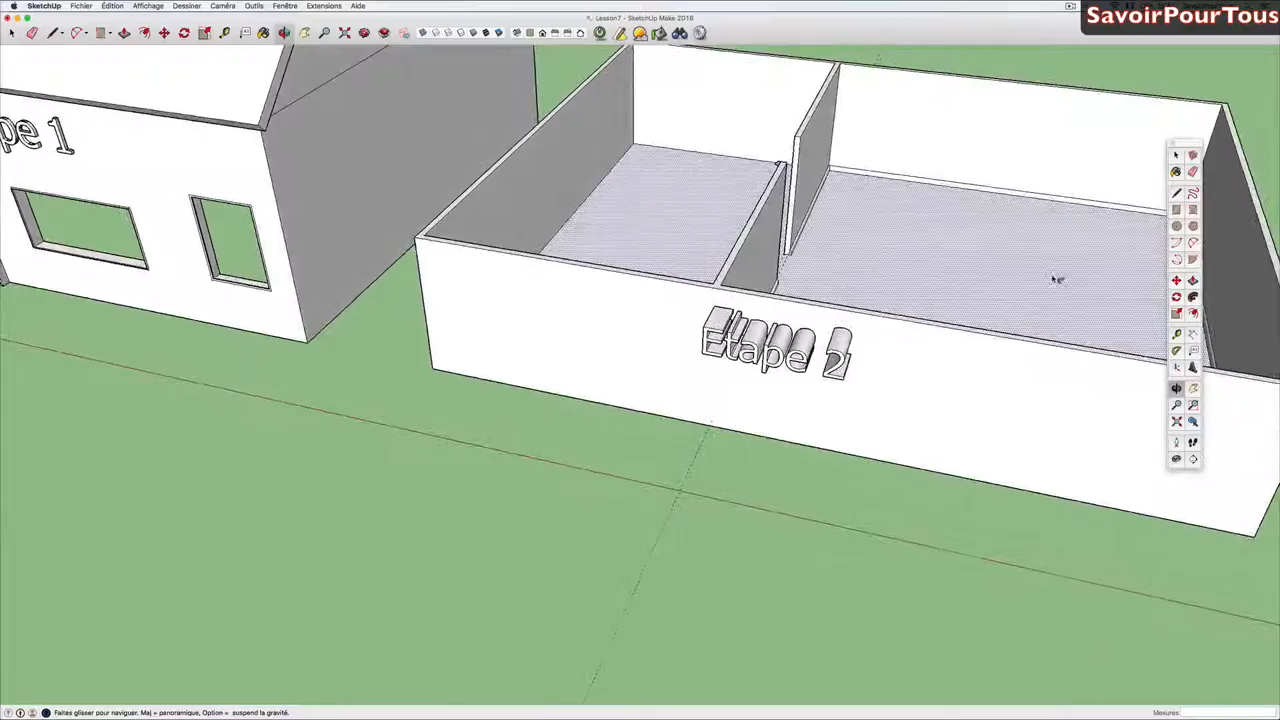 SketchUp Fichier Édition Affichage Dessiner Caméra Outils Fenêtre Extensions Aide
SavoirPourTous
Lesson7 - SketchUp Make 2016
ape 1
Etape 2
Faites glisser pour naviguer. Maj = panoramique, Option = suspend la gravité.
Mesures